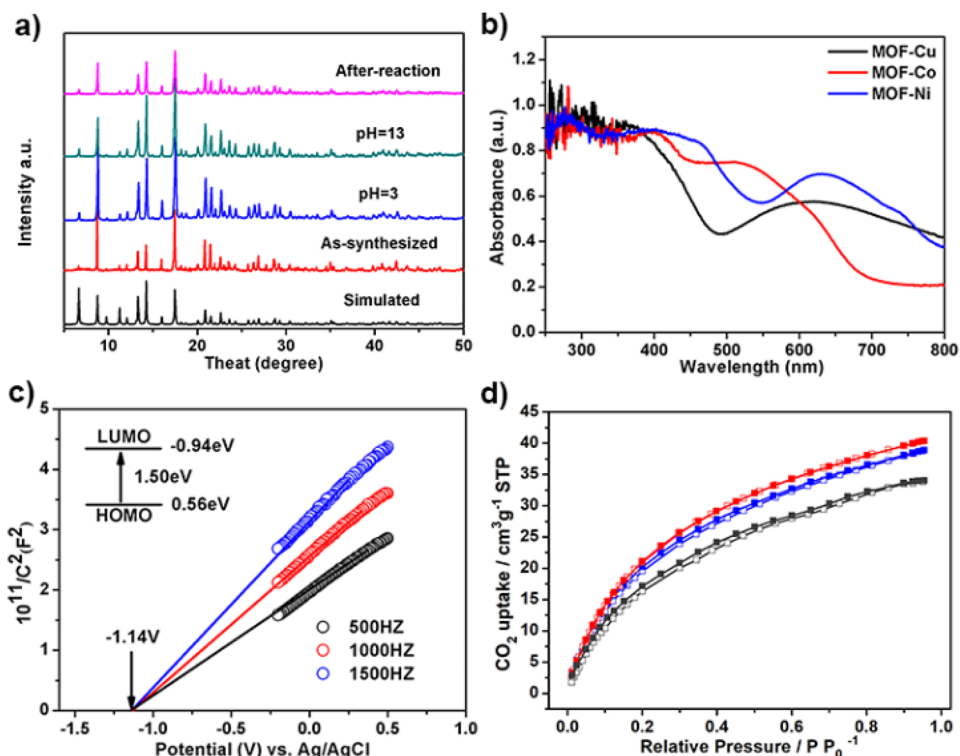 a)
Intensity a.u.
After-reaction
pH=13
pH=3
As-synthesized
Simulated
10 20 30 40 50
Theat (degree)
b)
Absorbance (a.u.)
1.2
1.0
0.8
0.6
0.4
0.2
0.0
MOF-Cu
MOF-Co
MOF-Ni
300 400 500 600 700 800
Wavelength (nm)
c)
10^11/C^2(F^2)
5
4
3
2
1
0
LUMO -0.94eV
1.50eV
0.56eV
HOMO
-1.14V
500HZ
1000HZ
1500HZ
-1.5 -1.0 -0.5 0.0 0.5 1.0
Potential (V) vs. Ag/AgCl
d)
CO2 uptake / cm3g-1 STP
45
40
35
30
25
20
15
10
5
0
0.0 0.2 0.4 0.6 0.8 1.0
Relative Pressure / P P0-1